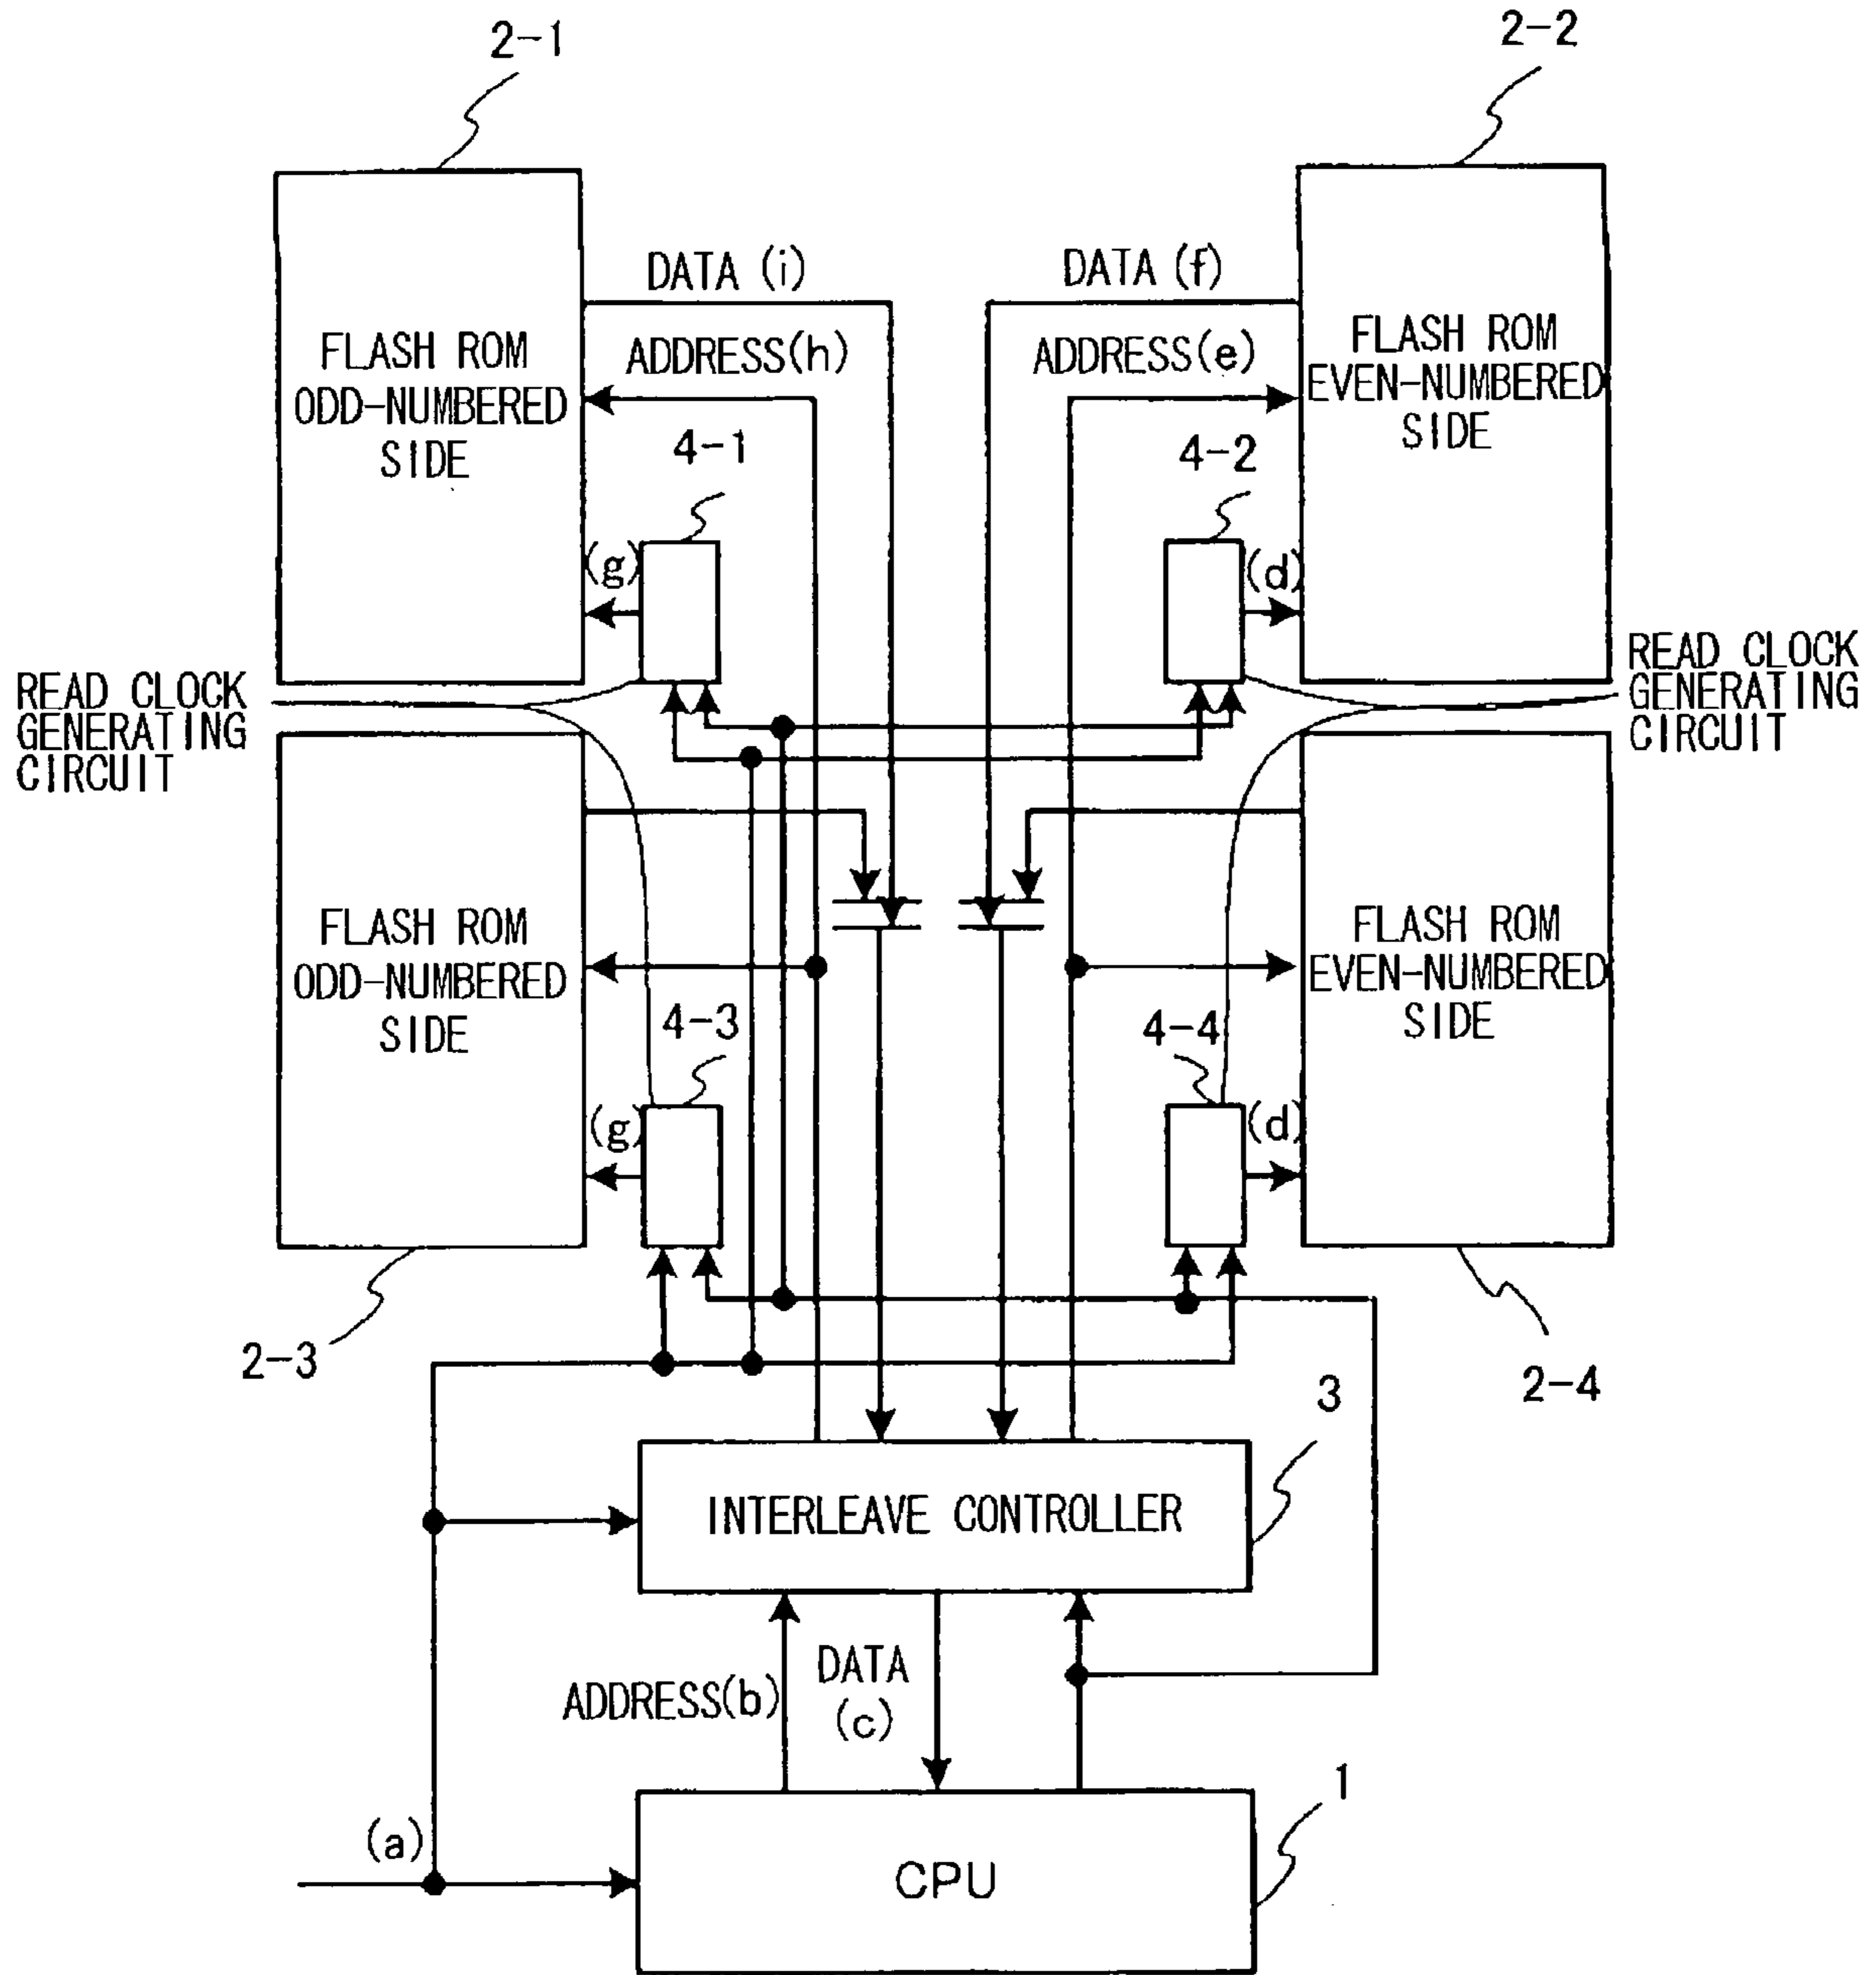 2-1
2-2
DATA (i)
DATA (f)
FLASH ROM
ODD-NUMBERED
SIDE
ADDRESS(h)
ADDRESS(e)
FLASH ROM
EVEN-NUMBERED
SIDE
4-1
4-2
(g)
(d)
READ CLOCK
GENERATING
CIRCUIT
READ CLOCK
GENERATING
CIRCUIT
FLASH ROM
ODD-NUMBERED
SIDE
FLASH ROM
EVEN-NUMBERED
SIDE
4-3
4-4
(g)
(d)
2-3
2-4
3
INTERLEAVE CONTROLLER
ADDRESS(b)
DATA
(c)
1
(a)
CPU